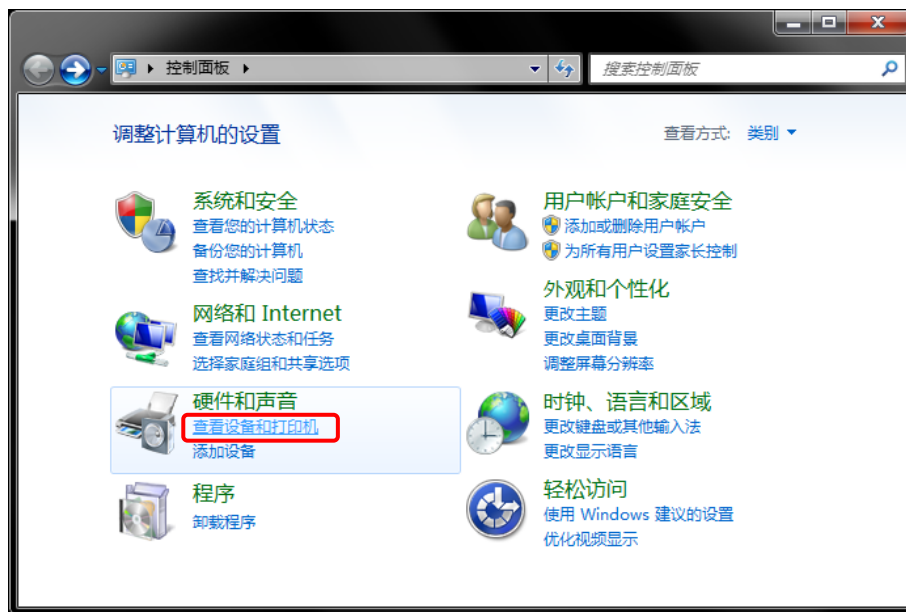 控制面板
搜索控制面板
调整计算机的设置
查看方式: 类别
系统和安全
查看您的计算机状态
备份您的计算机
查找并解决问题
网络和 Internet
查看网络状态和任务
选择家庭组和共享选项
硬件和声音
查看设备和打印机
添加设备
程序
卸载程序
用户帐户和家庭安全
添加或删除用户帐户
为所有用户设置家长控制
外观和个性化
更改主题
更改桌面背景
调整屏幕分辨率
时钟、语言和区域
更改键盘或其他输入法
更改显示语言
轻松访问
使用 Windows 建议的设置
优化视频显示